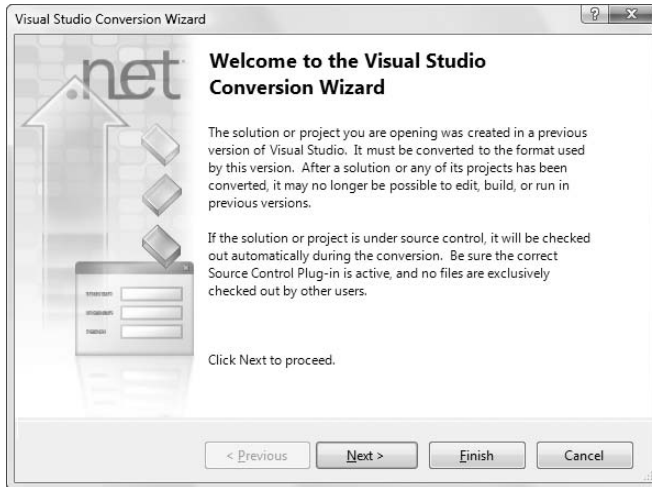 Visual Studio Conversion Wizard
.net
Welcome to the Visual Studio
Conversion Wizard
The solution or project you are opening was created in a previous
version of Visual Studio. It must be converted to the format used
by this version. After a solution or any of its projects has been
converted, it may no longer be possible to edit, build, or run in
previous versions.
If the solution or project is under source control, it will be checked
out automatically during the conversion. Be sure the correct
Source Control Plug-in is active, and no files are exclusively
checked out by other users.
Click Next to proceed.
< Previous
Next >
Finish
Cancel